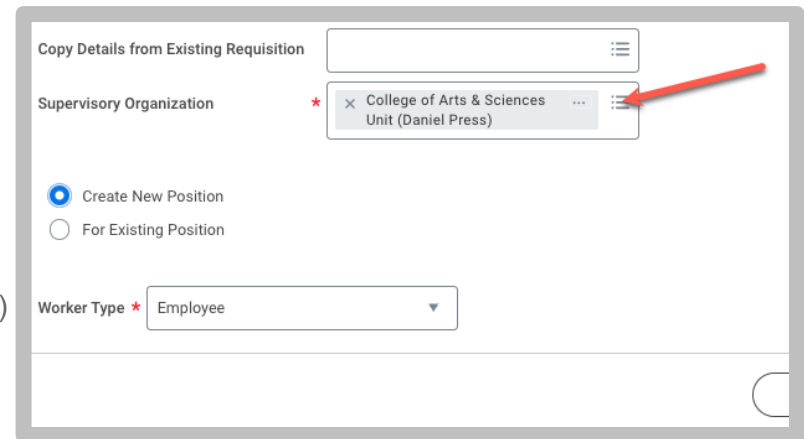 Copy Details from Existing Requisition
Supervisory Organization * × College of Arts & Sciences ...
Unit (Daniel Press)
Create New Position
For Existing Position
) Worker Type * Employee